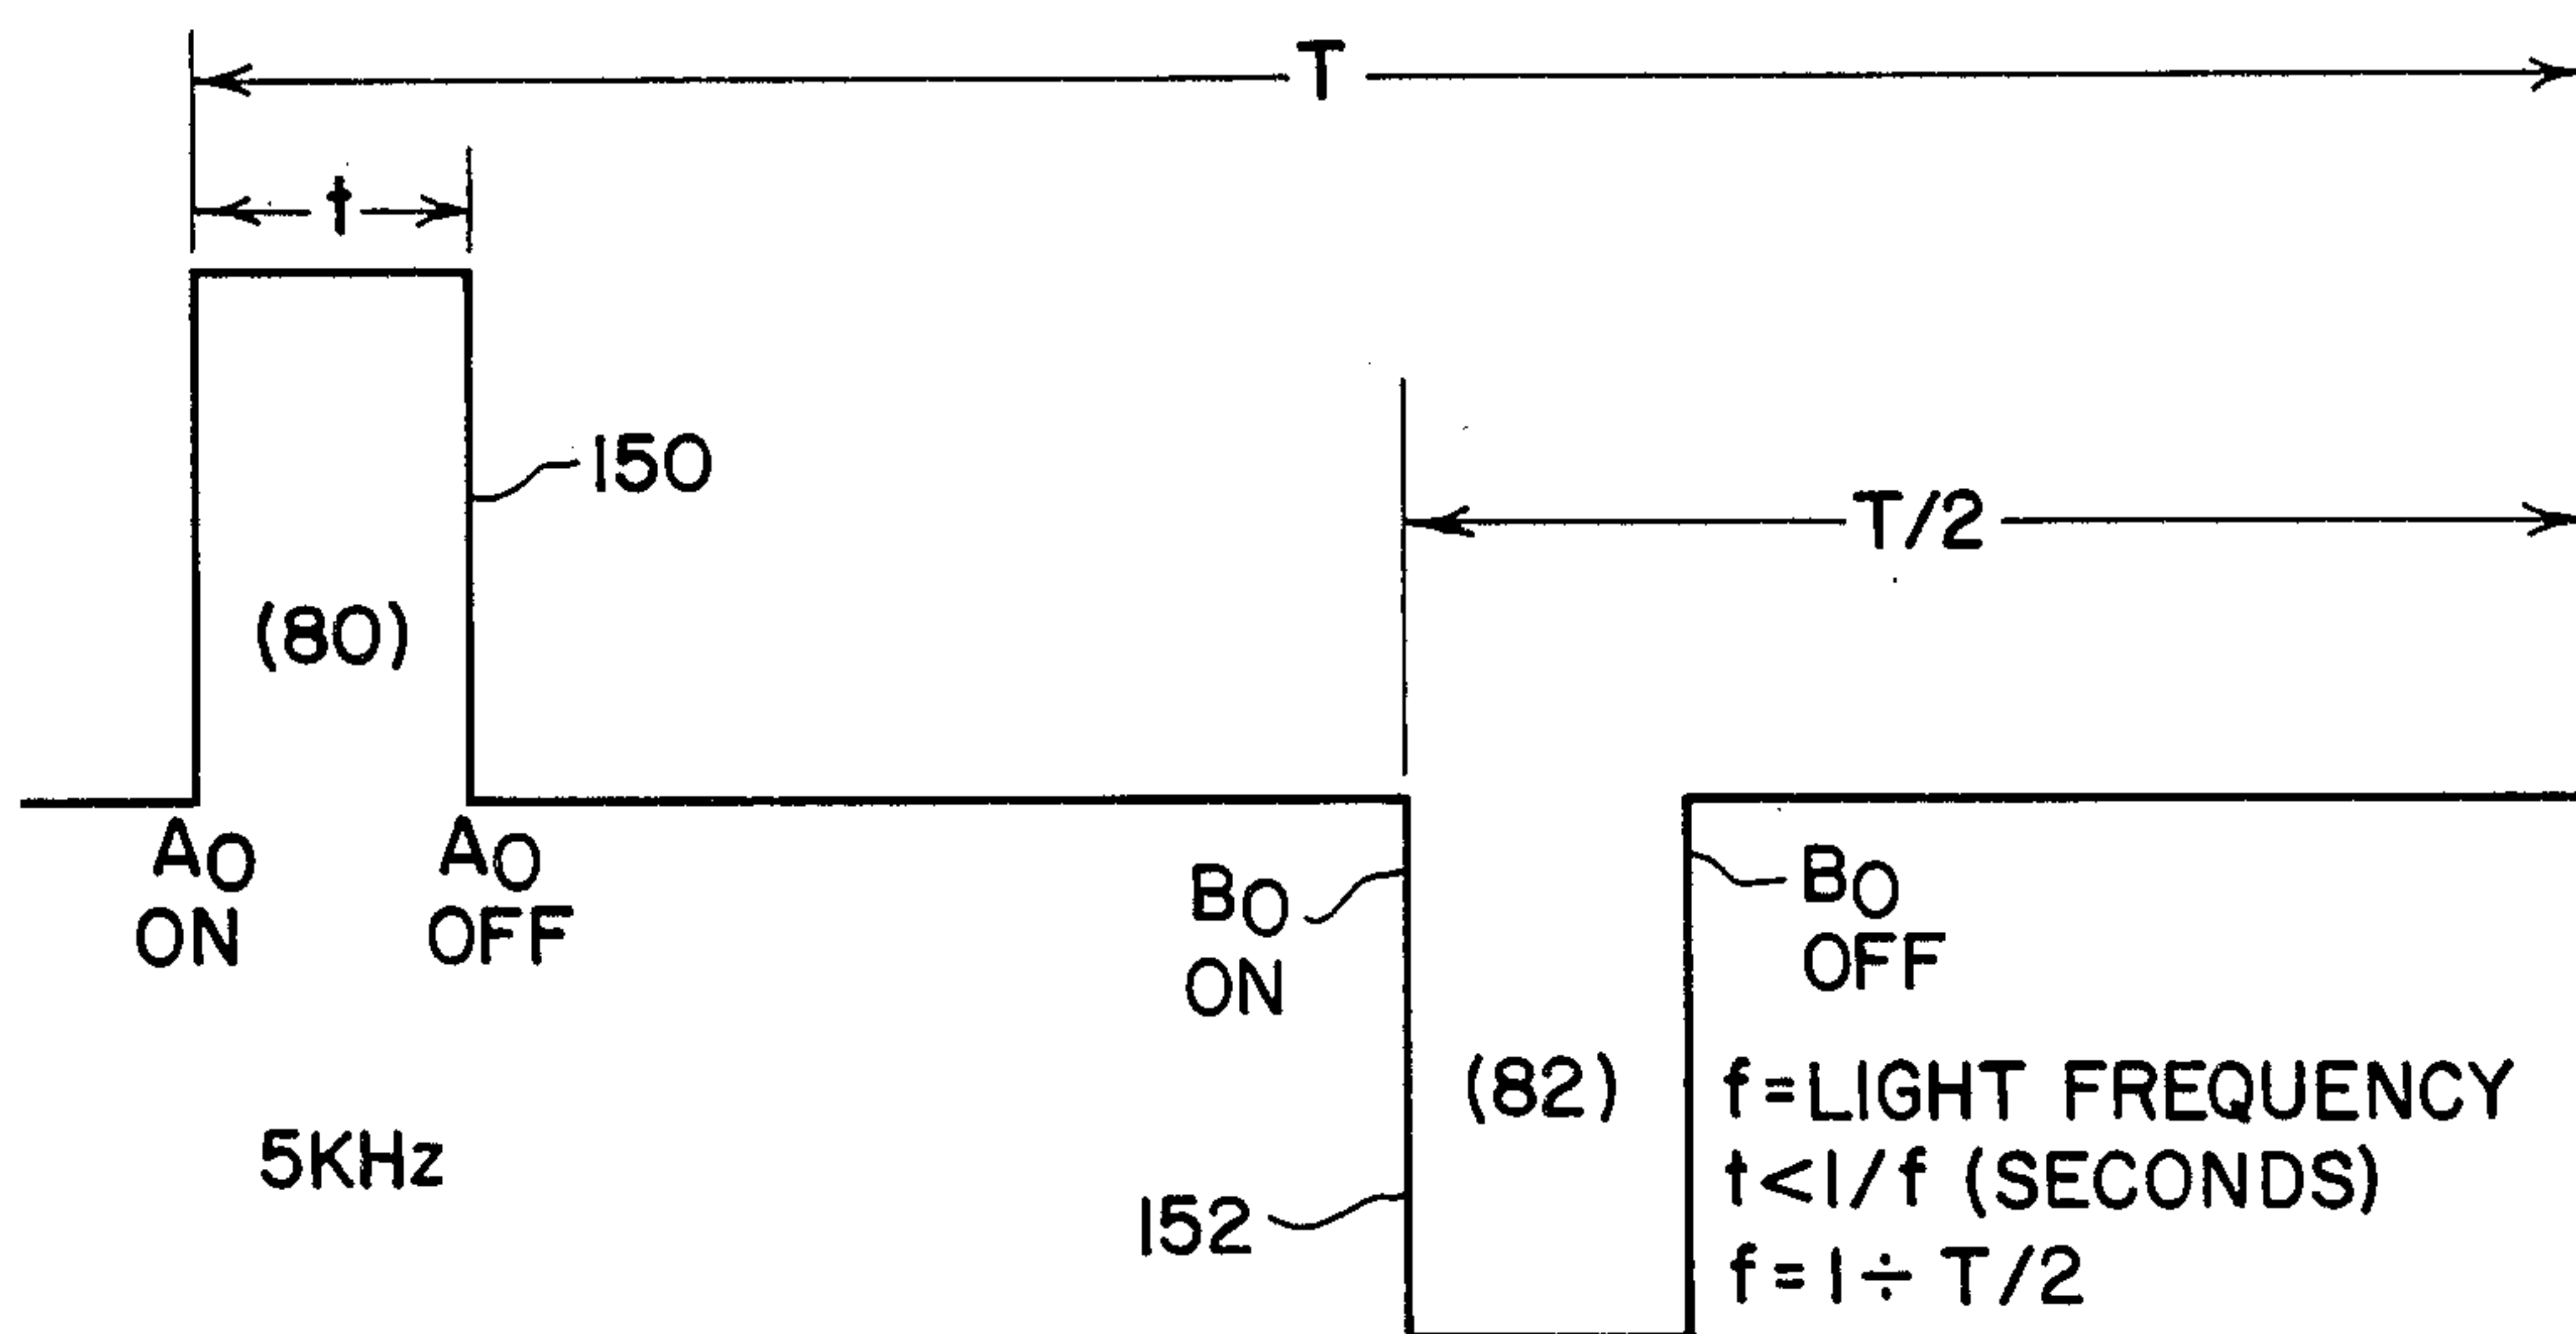 T
t
150
T/2
(80)
A0
ON
A0
OFF
B0
ON
B0
OFF
(82)
5KHz
152
f=LIGHT FREQUENCY
t<1/f (SECONDS)
f=1÷T/2